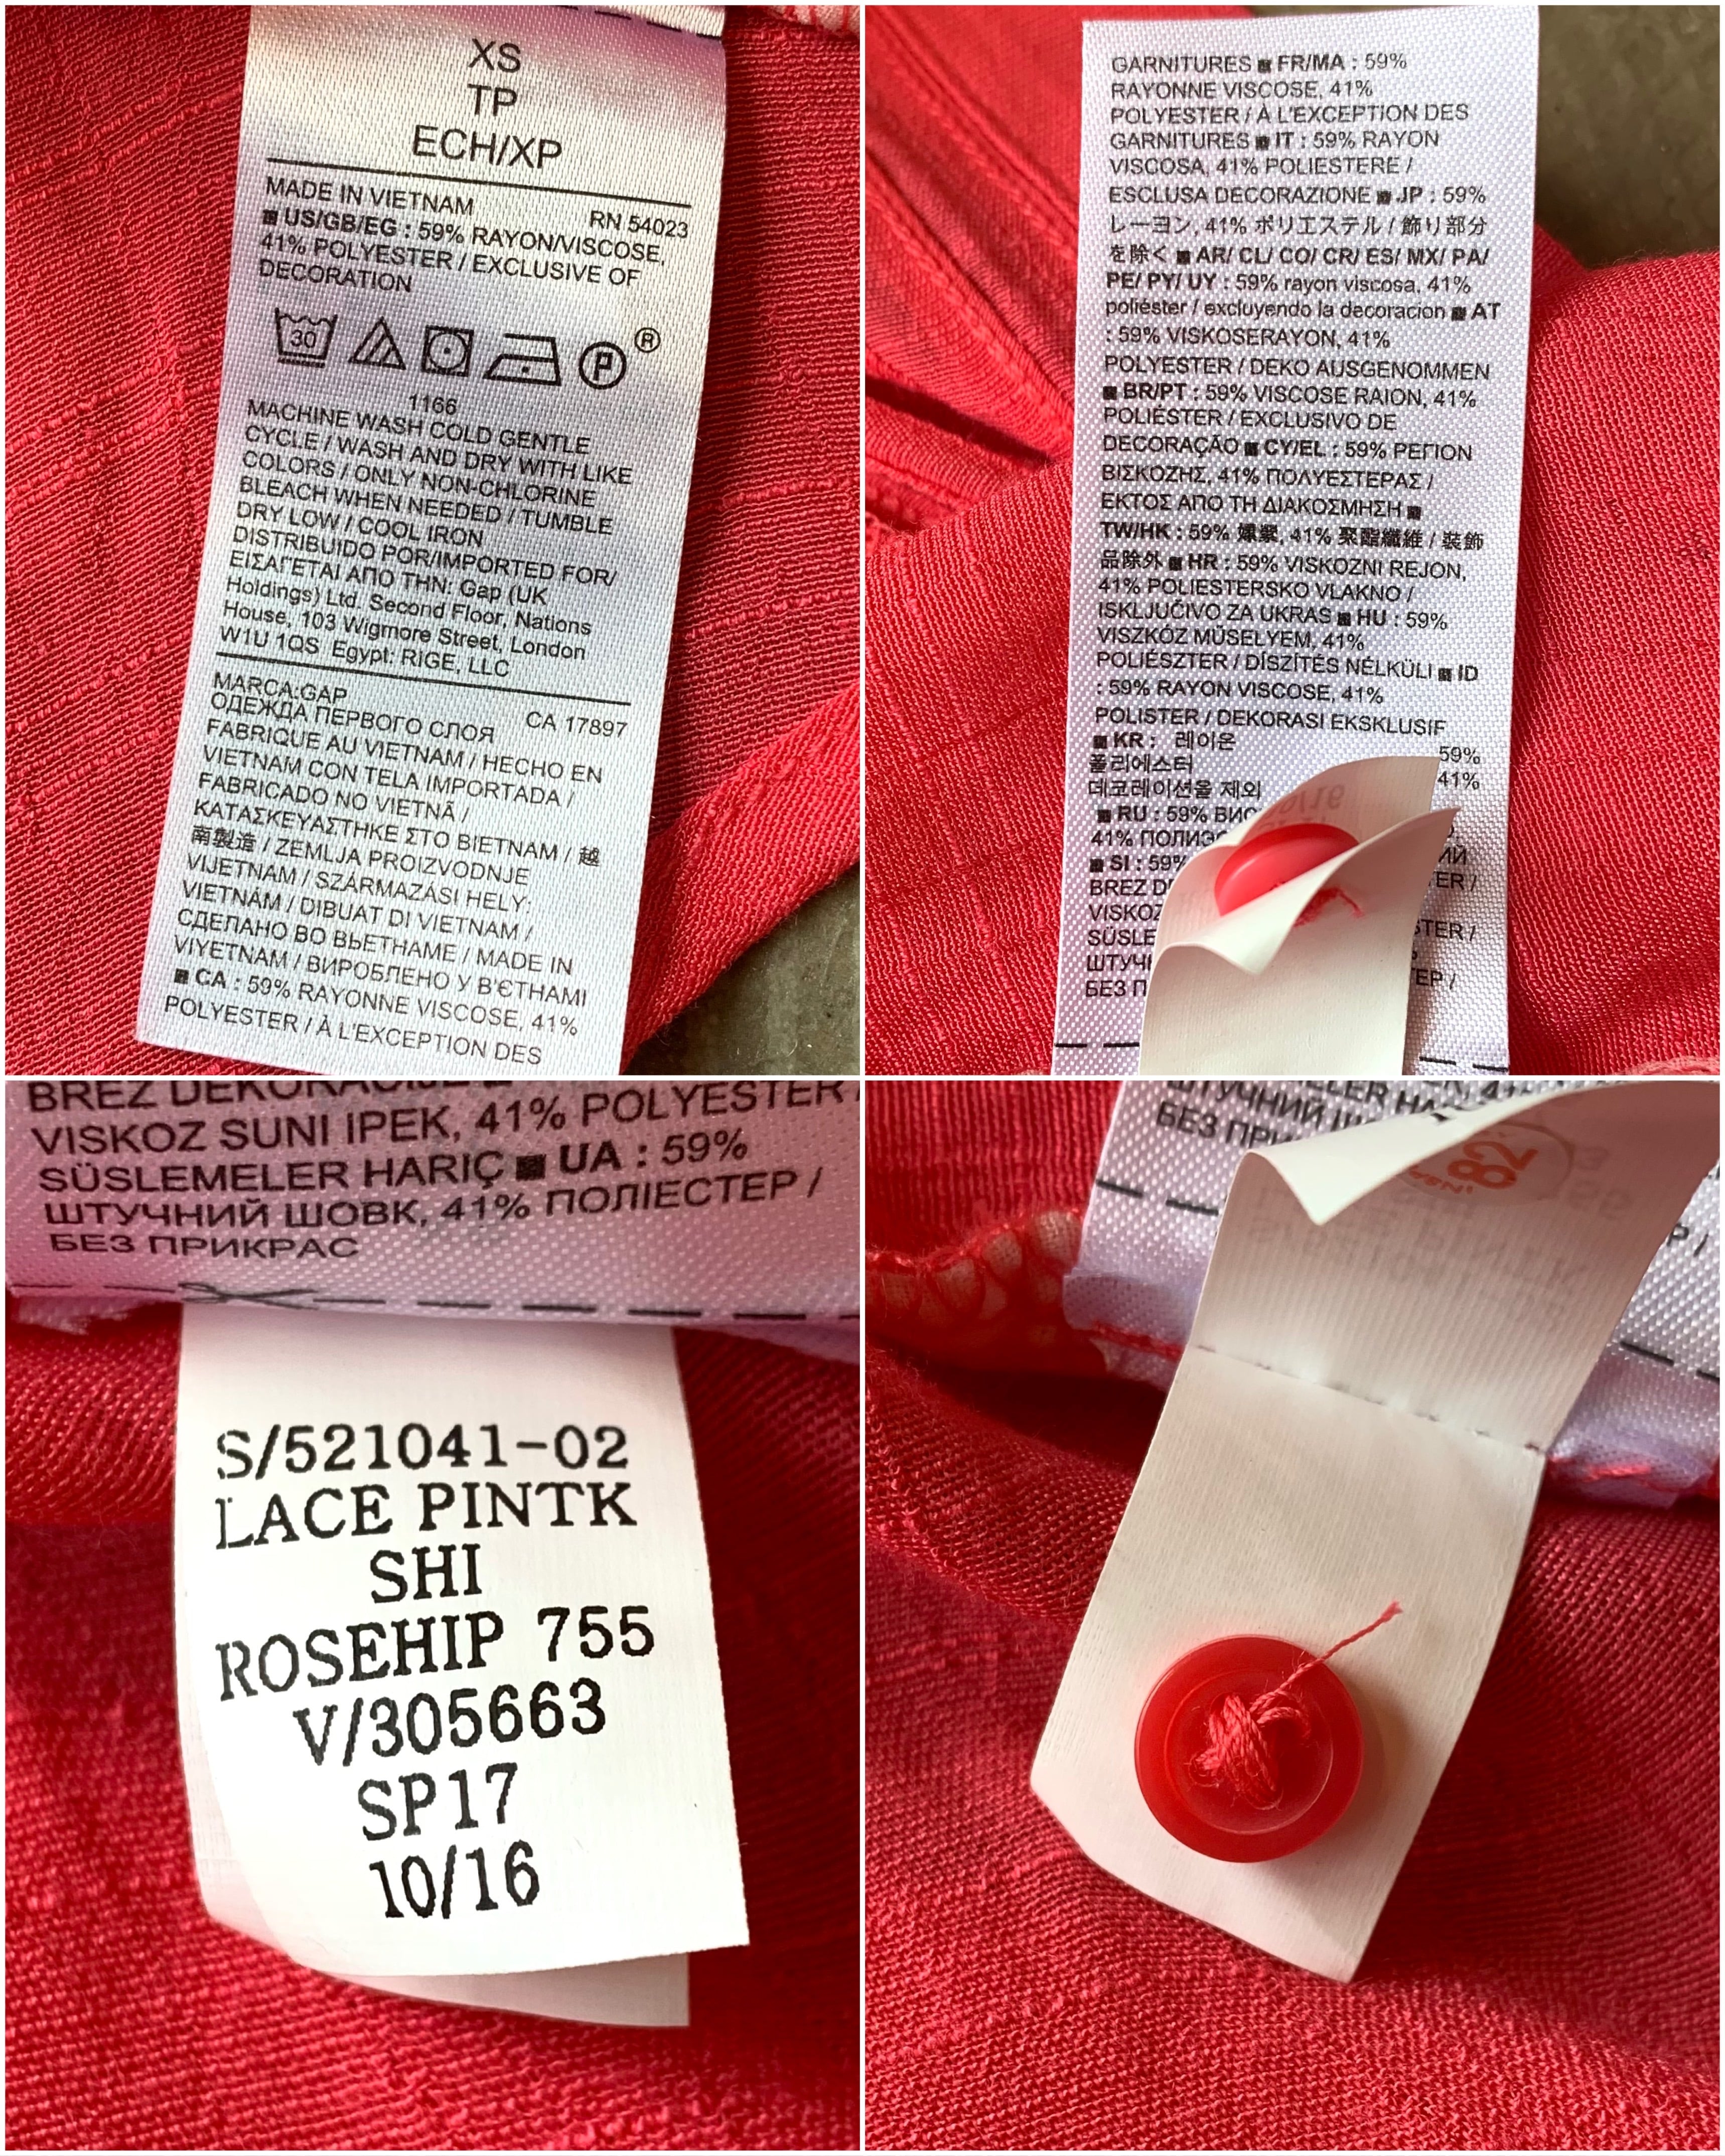 XS
TP
ECH/XP
MADE IN VIETNAM
RN 54023
■ US/GB/EG : 59% RAYON/VISCOSE,
41% POLYESTER / EXCLUSIVE OF
DECORATION
30
P
®
1166
MACHINE WASH COLD GENTLE
CYCLE / WASH AND DRY WITH LIKE
COLORS / ONLY NON-CHLORINE
BLEACH WHEN NEEDED / TUMBLE
DRY LOW / COOL IRON
DISTRIBUIDO POR/IMPORTED FOR/
ΕΙΣΑΓΕΤΑΙ ΑΠΟ ΤΗΝ: Gap (UK
Holdings) Ltd. Second Floor, Nations
House, 103 Wigmore Street, London
W1U 1QS Egypt: RIGE, LLC
MARCA:GAP
CA 17897
ОДЕЖДА ПЕРВОГО СЛОЯ
FABRIQUE AU VIETNAM / HECHO EN
VIETNAM CON TELA IMPORTADA /
FABRICADO NO VIETNÃ /
ΚΑΤΑΣΚΕΥΑΣΤΗΚΕ ΣΤΟ ΒΙΕΤΝΑΜ / 越
南製造 / ZEMLJA PROIZVODNJE
VIJETNAM / SZÁRMAZÁSI HELY:
VIETNÁM / DIBUAT DI VIETNAM /
СДЕЛАНО ВО ВЬЕТНАМЕ / MADE IN
VIYETNAM / ВИРОБЛЕНО У В'ЄТНАМІ
■ CA : 59% RAYONNE VISCOSE, 41%
POLYESTER / À L'EXCEPTION DES
GARNITURES ■ FR/MA : 59%
RAYONNE VISCOSE, 41%
POLYESTER / À L'EXCEPTION DES
GARNITURES ■ IT : 59% RAYON
VISCOSA, 41% POLIESTERE /
ESCLUSA DECORAZIONE ■ JP : 59%
レーヨン, 41% ポリエステル / 飾り部分
を除く ■ AR/ CL/ CO/ CR/ ES/ MX/ PA/
PE/ PY/ UY : 59% rayon viscosa, 41%
poliéster / excluyendo la decoracion ■ AT
: 59% VISKOSERAYON, 41%
POLYESTER / DEKO AUSGENOMMEN
■ BR/PT : 59% VISCOSE RAION, 41%
POLIÉSTER / EXCLUSIVO DE
DECORAÇÃO ■ CY/EL : 59% ΡΕΓΙΟΝ
ΒΙΣΚΟΖΗΣ, 41% ΠΟΛΥΕΣΤΕΡΑΣ /
ΕΚΤΟΣ ΑΠΟ ΤΗ ΔΙΑΚΟΣΜΗΣΗ ■
TW/HK : 59% 嫘縈, 41% 聚酯纖維 / 裝飾
品除外 ■ HR : 59% VISKOZNI REJON,
41% POLIESTERSKO VLAKNO /
ISKLJUČIVO ZA UKRAS ■ HU : 59%
VISZKÓZ MŰSELYEM, 41%
POLIÉSZTER / DÍSZÍTÉS NÉLKÜLI ■ ID
: 59% RAYON VISCOSE, 41%
POLISTER / DEKORASI EKSKLUSIF
■ KR : 레이온 59%
폴리에스터 41%
데코레이션을 제외
■ RU : 59%
41%
■ SI : 59%
BREZ
БЕЗ
BREZ DEKORACIJE
VISKOZ SUNI IPEK, 41% POLYESTER /
SÜSLEMELER HARIÇ ■ UA : 59%
ШТУЧНИЙ ШОВК, 41% ПОЛІЕСТЕР /
БЕЗ ПРИКРАС
S/521041-02
LACE PINTK
SHI
ROSEHIP 755
V/305663
SP17
10/16
ШТУЧНИЙ
БЕЗ
82